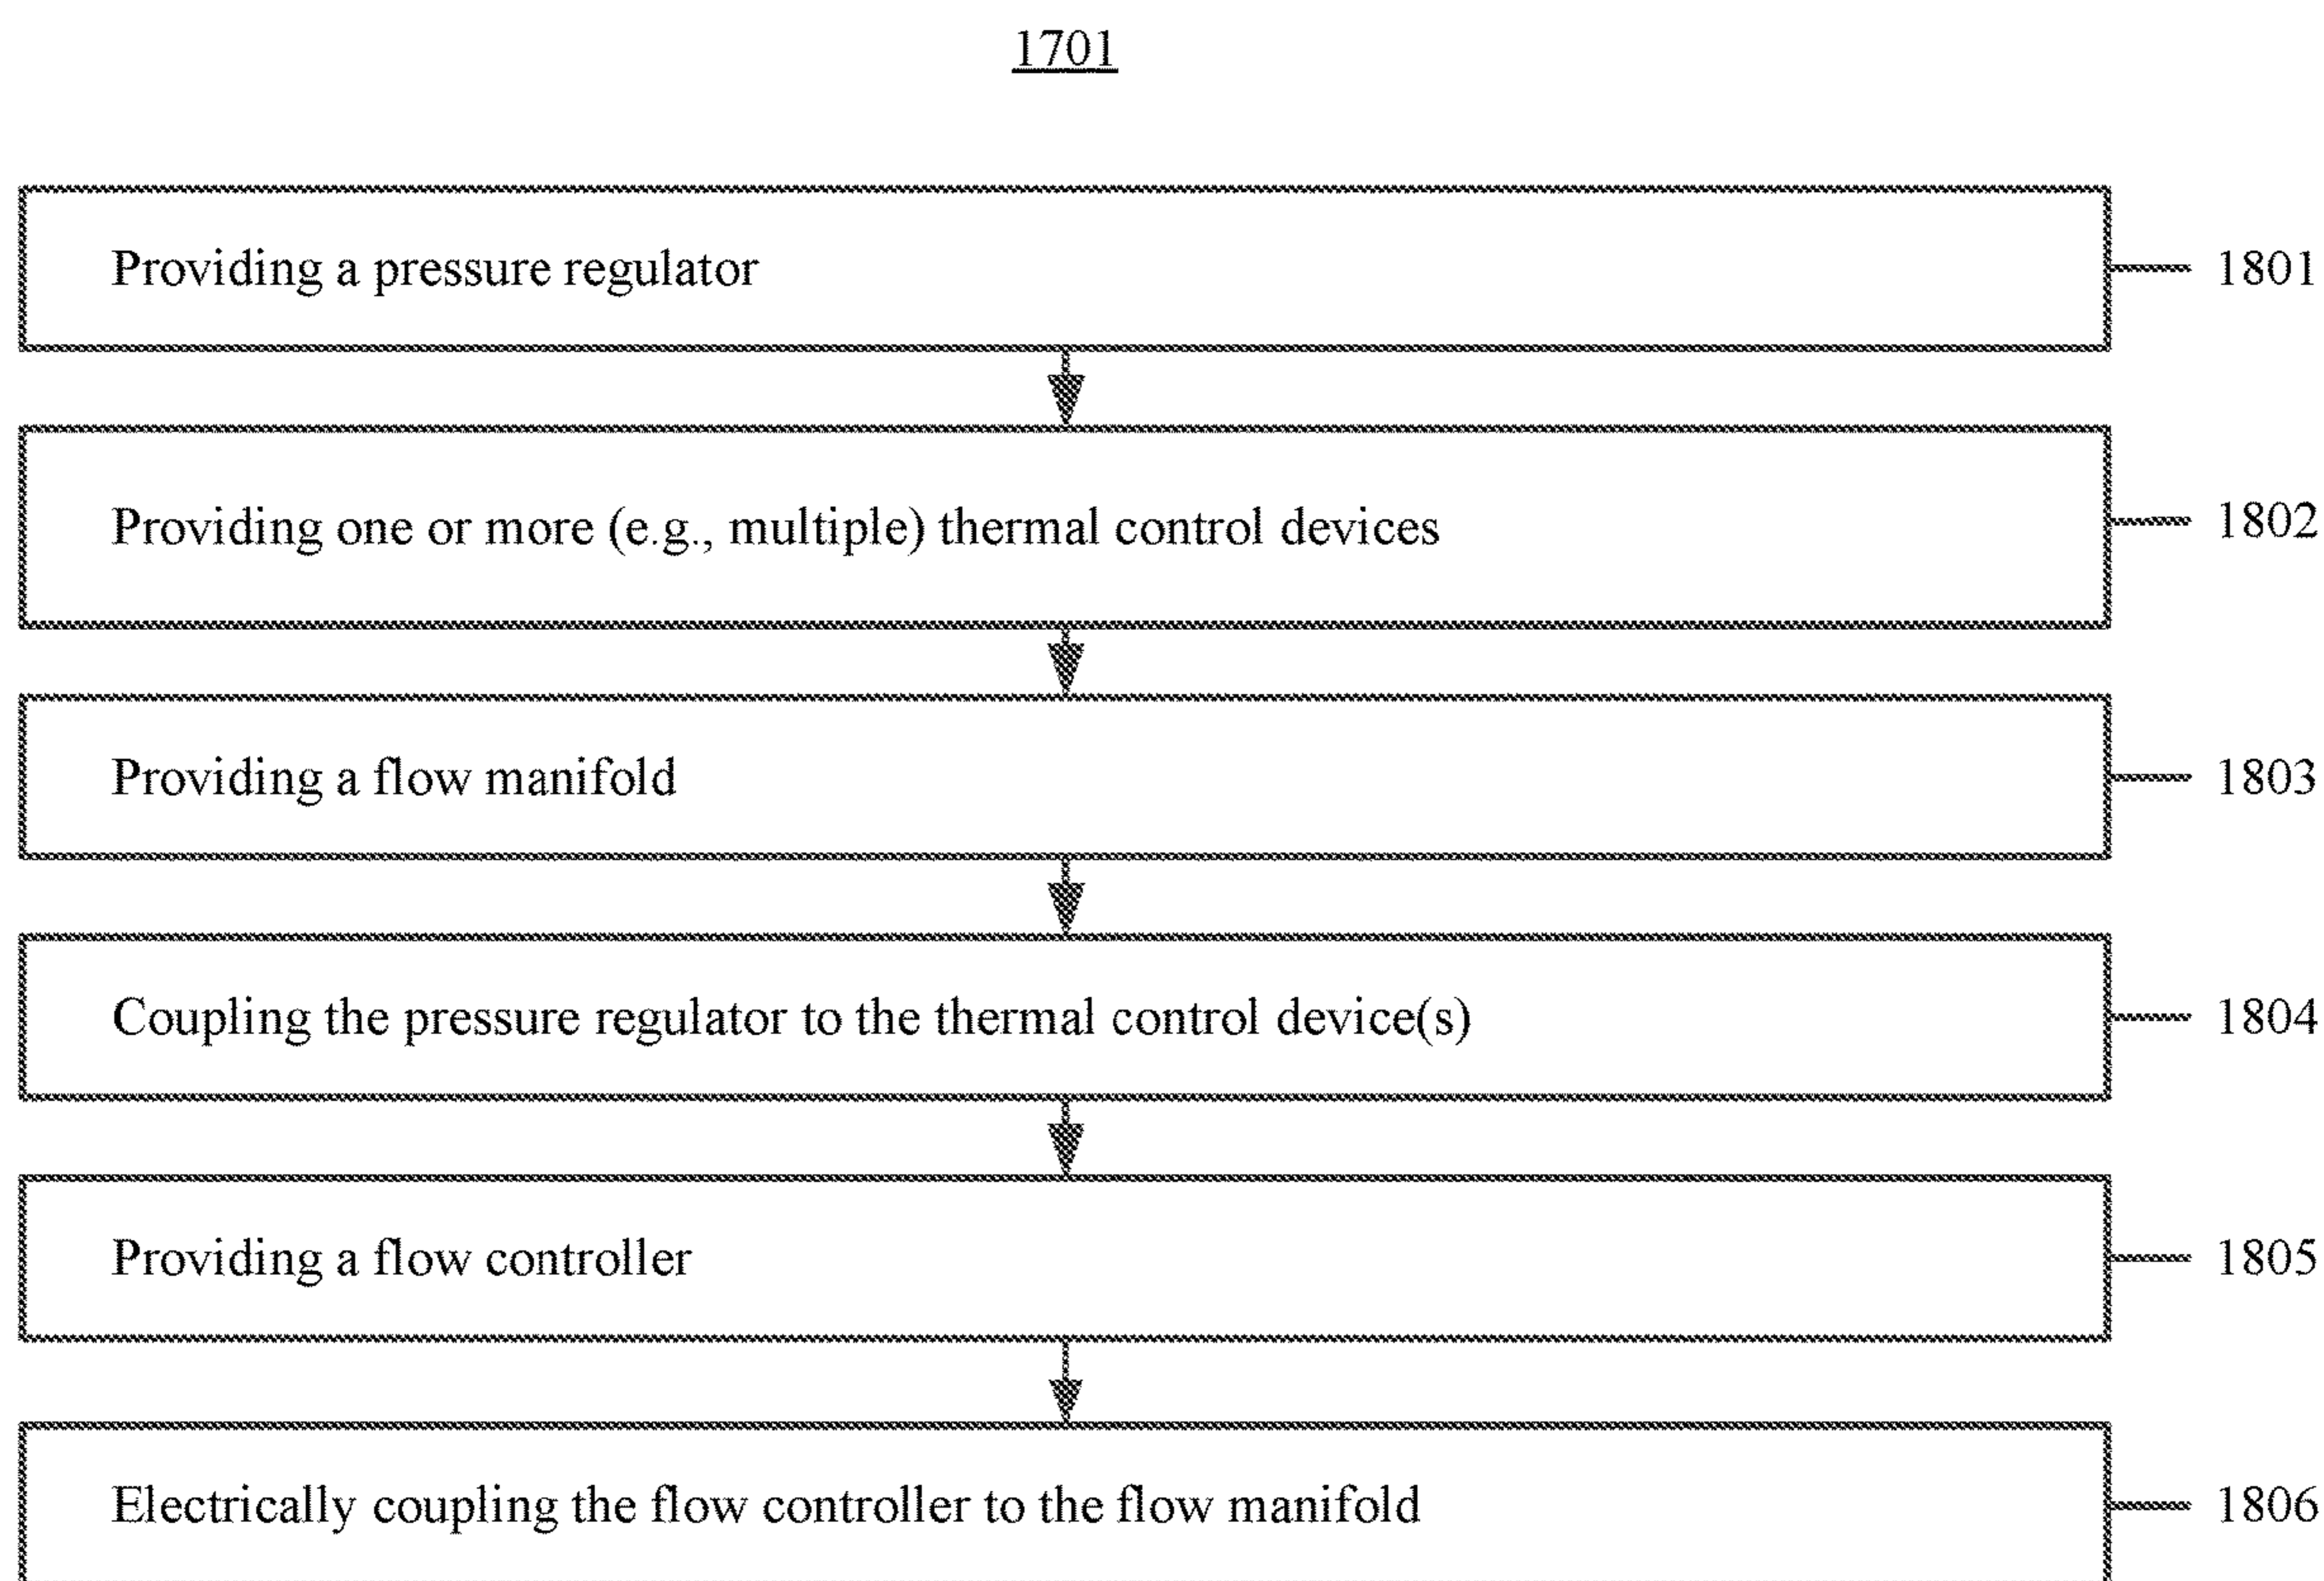 1701
Providing a pressure regulator
1801
Providing one or more (e.g., multiple) thermal control devices
1802
Providing a flow manifold
1803
Coupling the pressure regulator to the thermal control device(s)
1804
Providing a flow controller
1805
Electrically coupling the flow controller to the flow manifold
1806